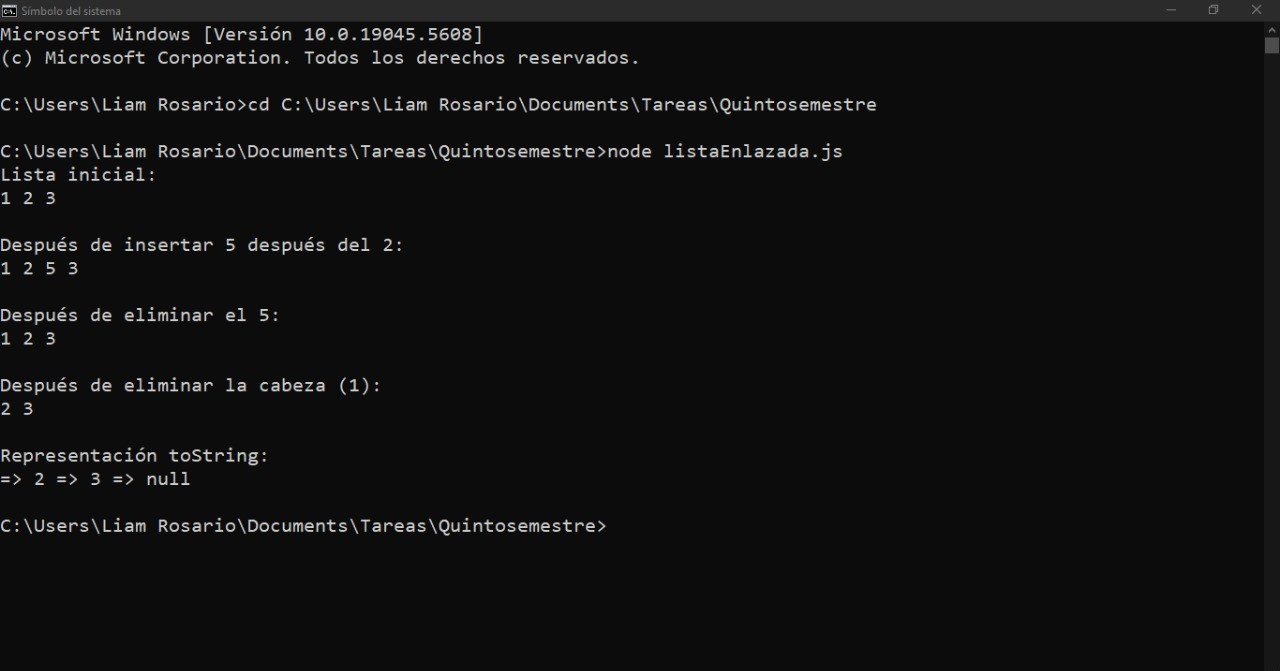 Símbolo del sistema
Microsoft Windows [Versión 10.0.19045.5608]
(c) Microsoft Corporation. Todos los derechos reservados.
C:\Users\Liam Rosario>cd C:\Users\Liam Rosario\Documents\Tareas\Quintosemestre
C:\Users\Liam Rosario\Documents\Tareas\Quintosemestre>node listaEnlazada.js
Lista inicial:
1 2 3
Después de insertar 5 después del 2:
1 2 5 3
Después de eliminar el 5:
1 2 3
Después de eliminar la cabeza (1):
2 3
Representación toString:
=> 2 => 3 => null
C:\Users\Liam Rosario\Documents\Tareas\Quintosemestre>